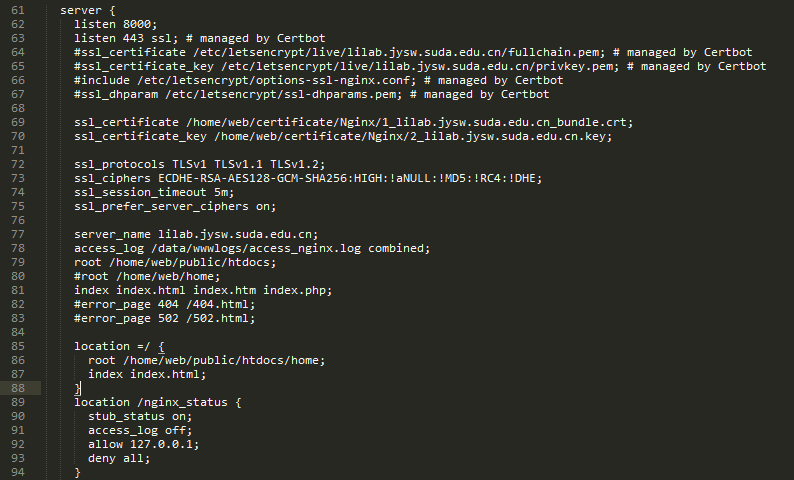 61 server {
62 listen 8000;
63 listen 443 ssl; # managed by Certbot
64 #ssl_certificate /etc/letsencrypt/live/lilab.jysw.suda.edu.cn/fullchain.pem; # managed by Certbot
65 #ssl_certificate_key /etc/letsencrypt/live/lilab.jysw.suda.edu.cn/privkey.pem; # managed by Certbot
66 #include /etc/letsencrypt/options-ssl-nginx.conf; # managed by Certbot
67 #ssl_dhparam /etc/letsencrypt/ssl-dhparams.pem; # managed by Certbot
68
69 ssl_certificate /home/web/certificate/Nginx/1_lilab.jysw.suda.edu.cn_bundle.crt;
70 ssl_certificate_key /home/web/certificate/Nginx/2_lilab.jysw.suda.edu.cn.key;
71
72 ssl_protocols TLSv1 TLSv1.1 TLSv1.2;
73 ssl_ciphers ECDHE-RSA-AES128-GCM-SHA256:HIGH:!aNULL:!MD5:!RC4:!DHE;
74 ssl_session_timeout 5m;
75 ssl_prefer_server_ciphers on;
76
77 server_name lilab.jysw.suda.edu.cn;
78 access_log /data/wwwlogs/access_nginx.log combined;
79 root /home/web/public/htdocs;
80 #root /home/web/home;
81 index index.html index.htm index.php;
82 #error_page 404 /404.html;
83 #error_page 502 /502.html;
84
85 location =/ {
86 root /home/web/public/htdocs/home;
87 index index.html;
88 }
89 location /nginx_status {
90 stub_status on;
91 access_log off;
92 allow 127.0.0.1;
93 deny all;
94 }